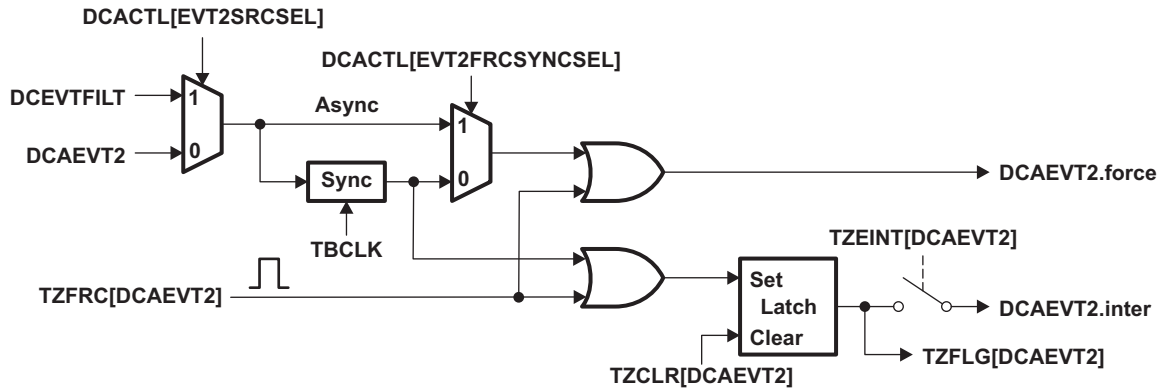 DCACTL[EVT2SRCSEL]
DCACTL[EVT2FRCSYNCSEL]
DCEVTFILT
1
Async
1
DCAEVT2
0
Sync
0
DCAEVT2.force
TBCLK
TZEINT[DCAEVT2]
TZFRC[DCAEVT2]
Set
Latch
Clear
DCAEVT2.inter
TZFLG[DCAEVT2]
TZCLR[DCAEVT2]